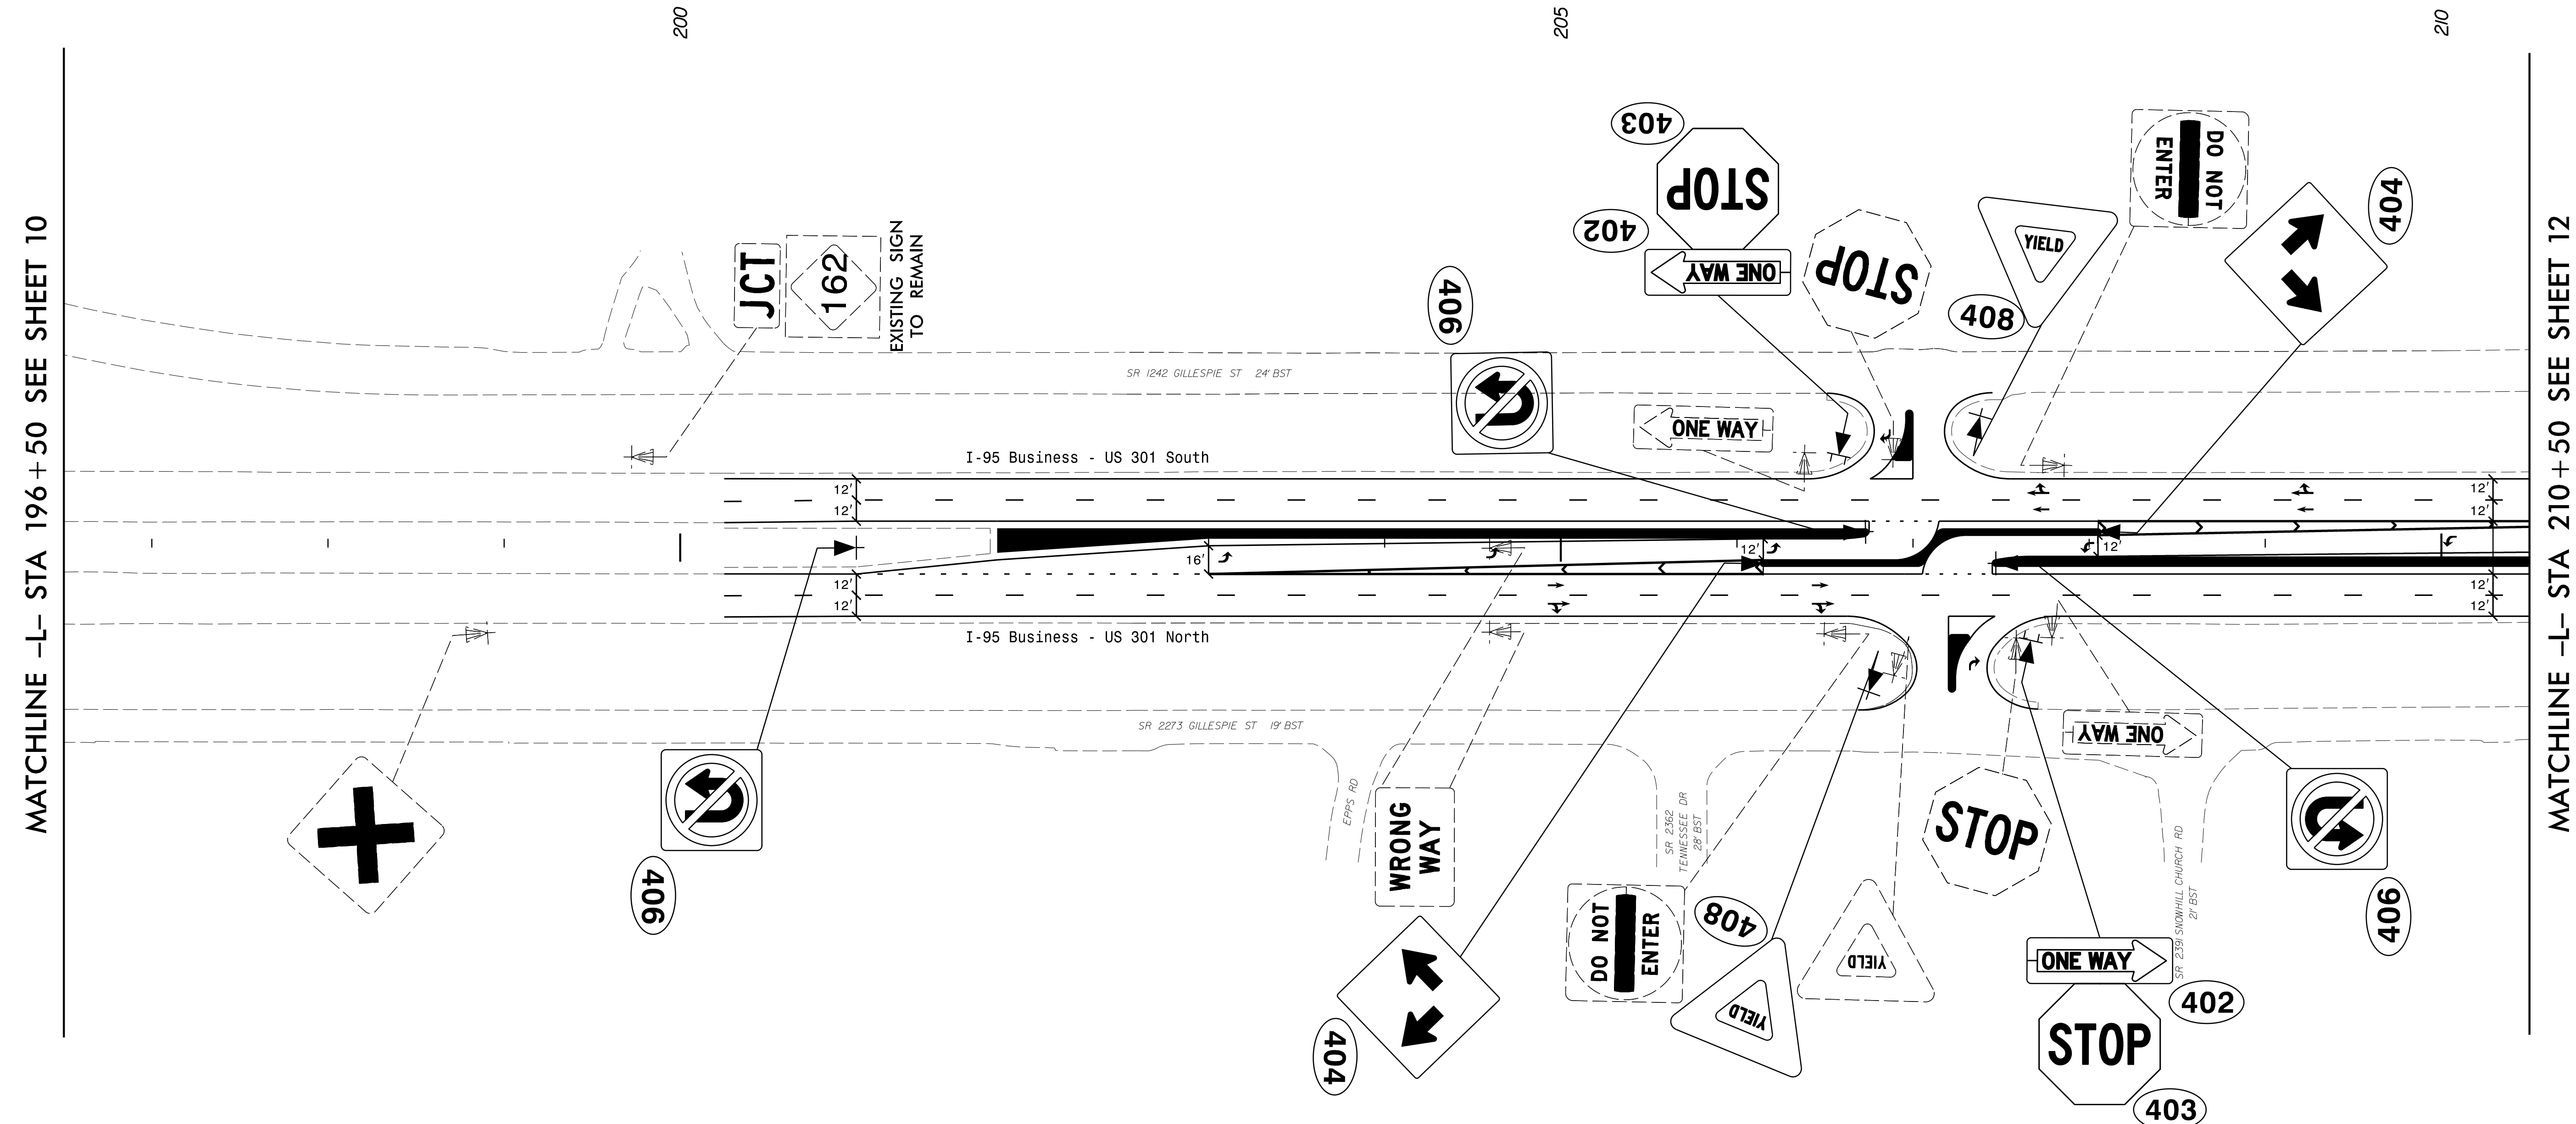 200
205
210
MATCHLINE -L- STA 196+50 SEE SHEET 10
MATCHLINE -L- STA 210+50 SEE SHEET 12
JCT
162
EXISTING SIGN
TO REMAIN
403
STOP
402
ONE WAY
STOP
406
ONE WAY
YIELD
408
DO NOT
ENTER
404
SR 1242 GILLESPIE ST 24' BST
I-95 Business - US 301 South
12'
12'
12'
12'
16'
12'
12'
12'
12'
12'
12'
I-95 Business - US 301 North
SR 2273 GILLESPIE ST 19' BST
406
EPPS RD
WRONG
WAY
404
SR 2362
TENNESSEE DR
28' BST
DO NOT
ENTER
408
YIELD
YIELD
STOP
ONE WAY
SR 2391 SNOWHILL CHURCH RD
21' BST
ONE WAY
402
STOP
403
406